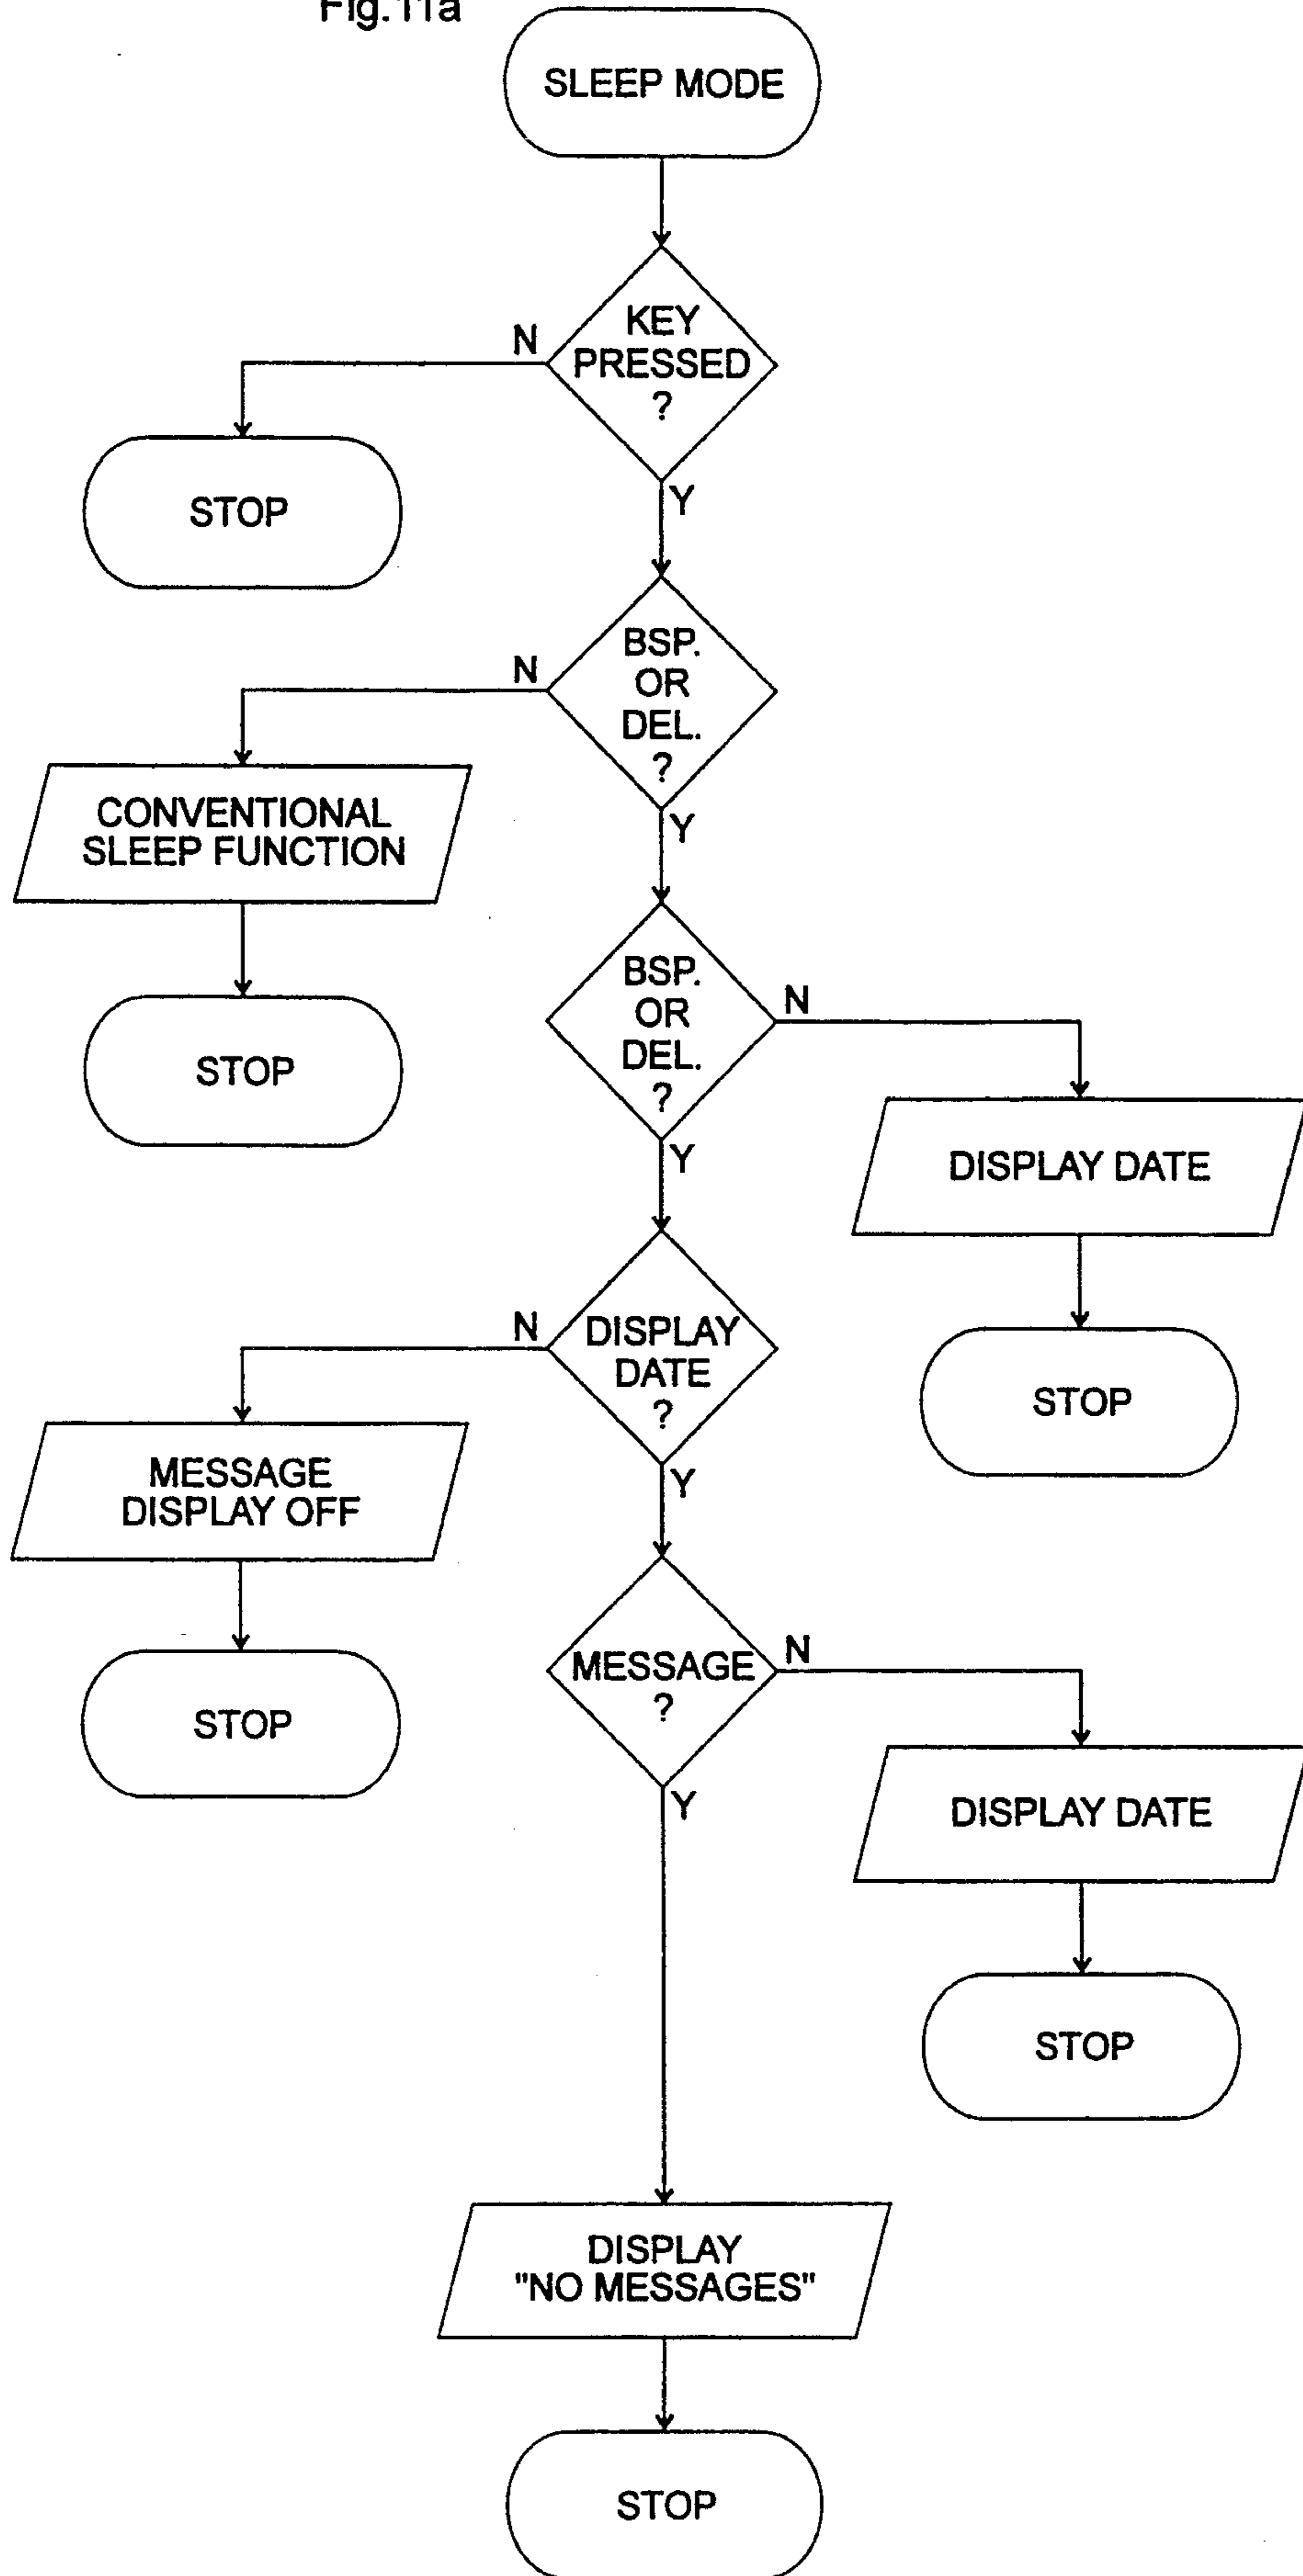 Fig.11a
SLEEP MODE
KEY
PRESSED
?
N
STOP
Y
BSP.
OR
DEL.
?
N
CONVENTIONAL
SLEEP FUNCTION
STOP
Y
BSP.
OR
DEL.
?
N
DISPLAY DATE
STOP
Y
DISPLAY
DATE
?
N
MESSAGE
DISPLAY OFF
STOP
Y
MESSAGE
?
N
DISPLAY DATE
STOP
Y
DISPLAY
"NO MESSAGES"
STOP